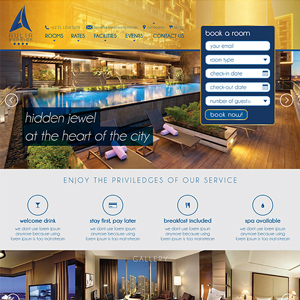 ROOMS RATES FACILITIES EVENTS CONTACT US
book a room
your email
room type
check-in date
check-out date
number of guests
book now!
hidden jewel
at the heart of the city
ENJOY THE PRIVILEDGES OF OUR SERVICE
welcome drink
stay first, pay later
breakfast included
spa available
we dont use lorem ipsum
anymore because using
lorem ipsum is too mainstream
we dont use lorem ipsum
anymore because using
lorem ipsum is too mainstream
we dont use lorem ipsum
anymore because using
lorem ipsum is too mainstream
we dont use lorem ipsum
anymore because using
lorem ipsum is too mainstream
GALLERY